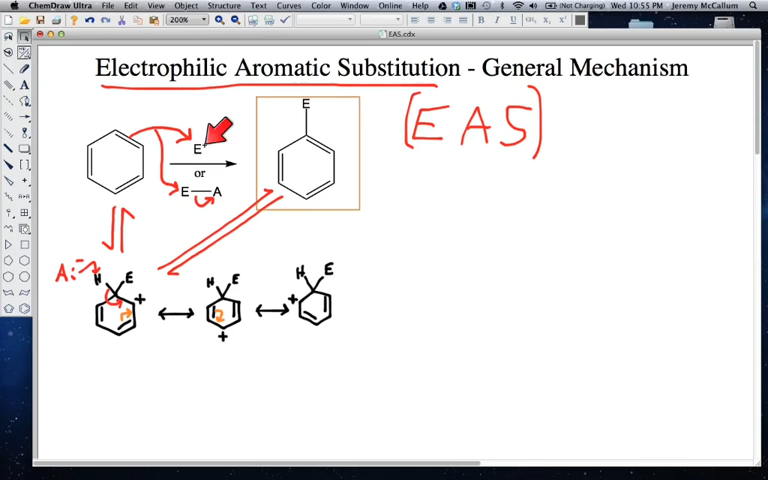 ChemDraw Ultra File Edit View Object Structure Text Curves Color Window Online Help (Not Charging) Wed 10:55 PM Jeremy McCallum
200%
EAS.cdx
Electrophilic Aromatic Substitution - General Mechanism
(EAS)
E
E+
or
E—A
A:-
H E
+
H E
2
+
H E
+